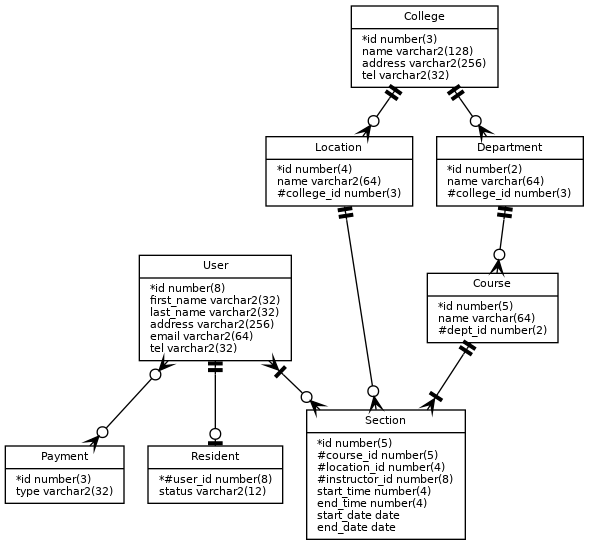 College
*id number(3)
name varchar2(128)
address varchar2(256)
tel varchar2(32)
Location
*id number(4)
name varchar2(64)
#college_id number(3)
Department
*id number(2)
name varchar(64)
#college_id number(3)
User
*id number(8)
first_name varchar2(32)
last_name varchar2(32)
address varchar2(256)
email varchar2(64)
tel varchar2(32)
Course
*id number(5)
name varchar(64)
#dept_id number(2)
Payment
*id number(3)
type varchar2(32)
Resident
*#user_id number(8)
status varchar2(12)
Section
*id number(5)
#course_id number(5)
#location_id number(4)
#instructor_id number(8)
start_time number(4)
end_time number(4)
start_date date
end_date date